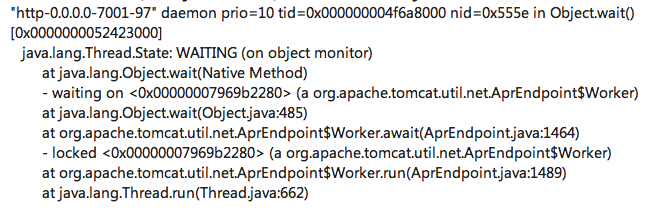 "http-0.0.0.0-7001-97" daemon prio=10 tid=0x000000004f6a8000 nid=0x555e in Object.wait()
[0x0000000052423000]
java.lang.Thread.State: WAITING (on object monitor)
at java.lang.Object.wait(Native Method)
- waiting on <0x00000007969b2280> (a org.apache.tomcat.util.net.AprEndpoint$Worker)
at java.lang.Object.wait(Object.java:485)
at org.apache.tomcat.util.net.AprEndpoint$Worker.await(AprEndpoint.java:1464)
- locked <0x00000007969b2280> (a org.apache.tomcat.util.net.AprEndpoint$Worker)
at org.apache.tomcat.util.net.AprEndpoint$Worker.run(AprEndpoint.java:1489)
at java.lang.Thread.run(Thread.java:662)